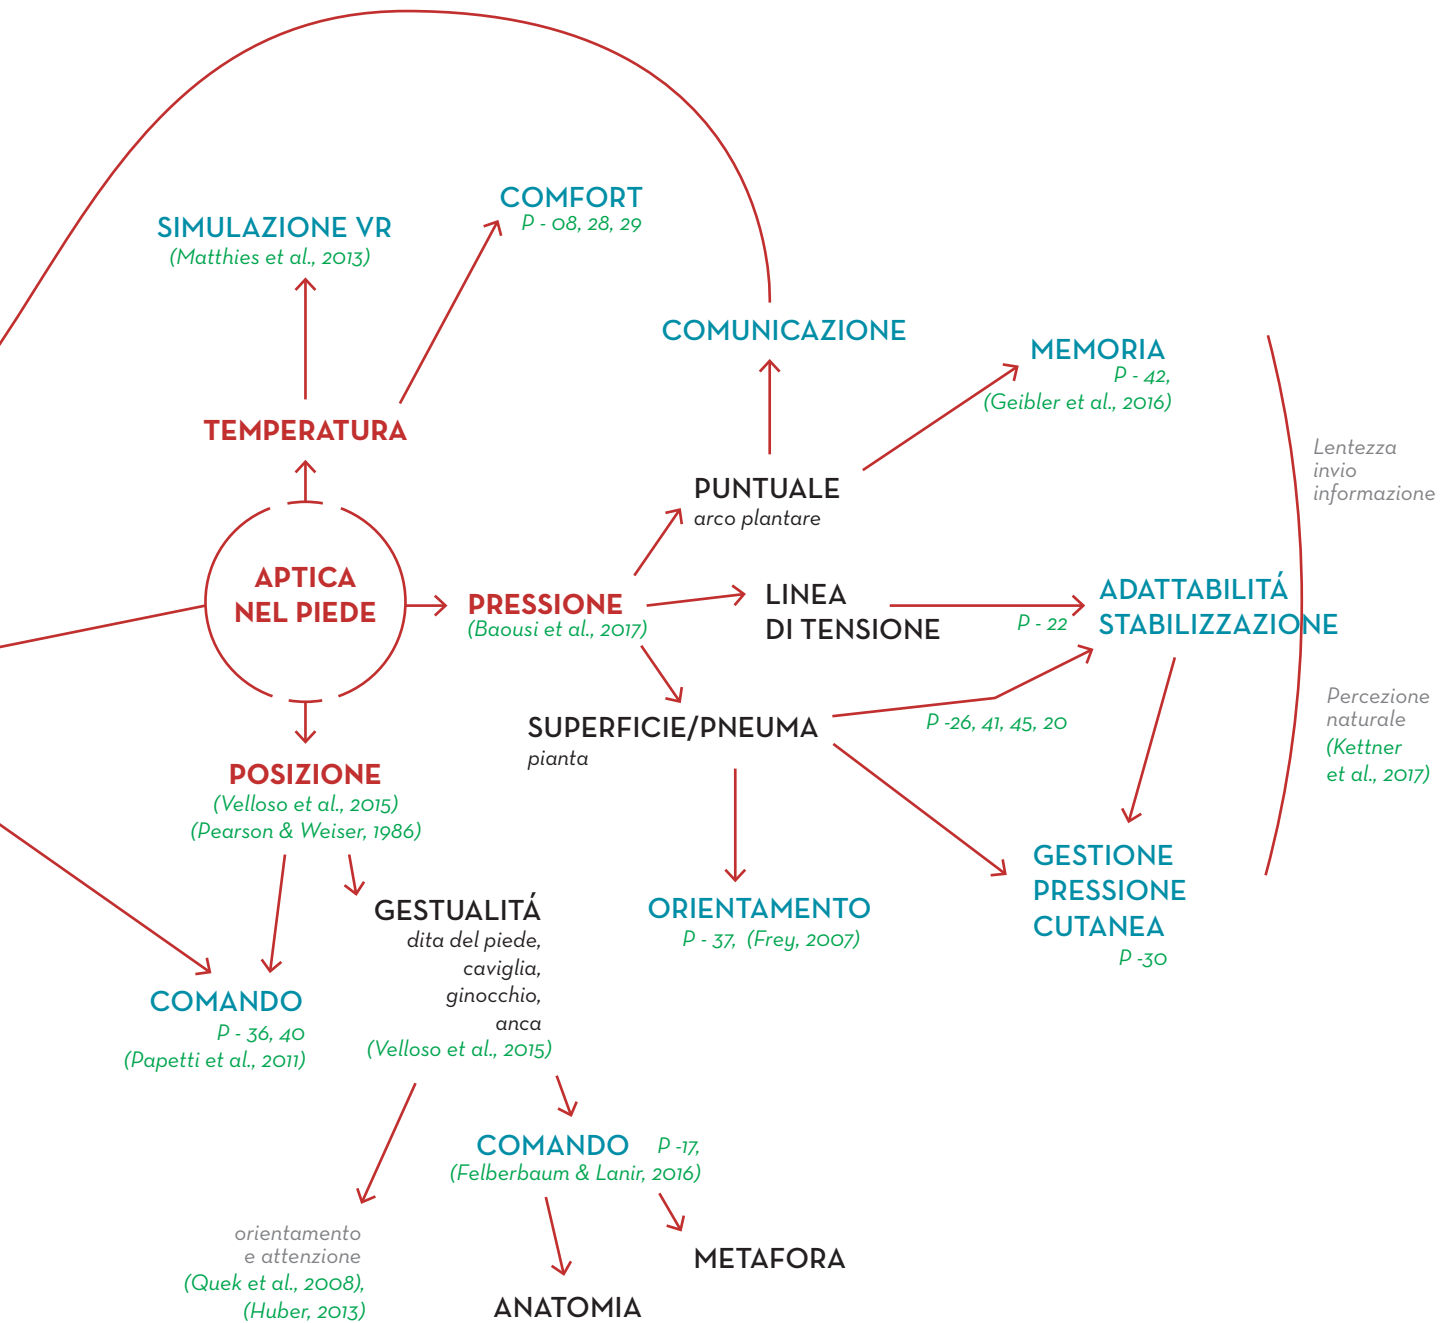 COMFORT
P - 08, 28, 29
SIMULAZIONE VR
(Matthies et al., 2013)
COMUNICAZIONE
MEMORIA
P - 42,
(Geibler et al., 2016)
TEMPERATURA
Lentezza
invio
informazione
PUNTUALE
arco plantare
APTICA
NEL PIEDE
PRESSIONE
(Baousi et al., 2017)
LINEA
DI TENSIONE
P - 22
ADATTABILITÁ
STABILIZZAZIONE
SUPERFICIE/PNEUMA
pianta
P -26, 41, 45, 20
Percezione
naturale
(Kettner
et al., 2017)
POSIZIONE
(Velloso et al., 2015)
(Pearson & Weiser, 1986)
GESTUALITÁ
dita del piede,
caviglia,
ginocchio,
anca
(Velloso et al., 2015)
ORIENTAMENTO
P - 37, (Frey, 2007)
GESTIONE
PRESSIONE
CUTANEA
P -30
COMANDO
P - 36, 40
(Papetti et al., 2011)
COMANDO P -17,
(Felberbaum & Lanir, 2016)
orientamento
e attenzione
(Quek et al., 2008),
(Huber, 2013)
METAFORA
ANATOMIA